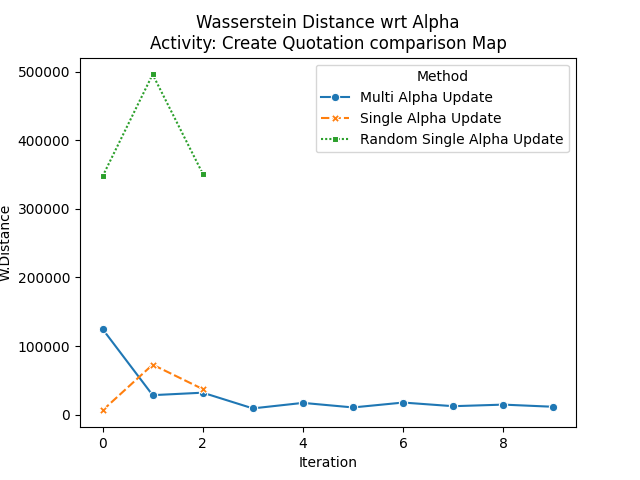 Wasserstein Distance wrt Alpha
Activity: Create Quotation comparison Map
Method
Multi Alpha Update
Single Alpha Update
Random Single Alpha Update
500000
400000
300000
200000
100000
0
W.Distance
0 2 4 6 8
Iteration